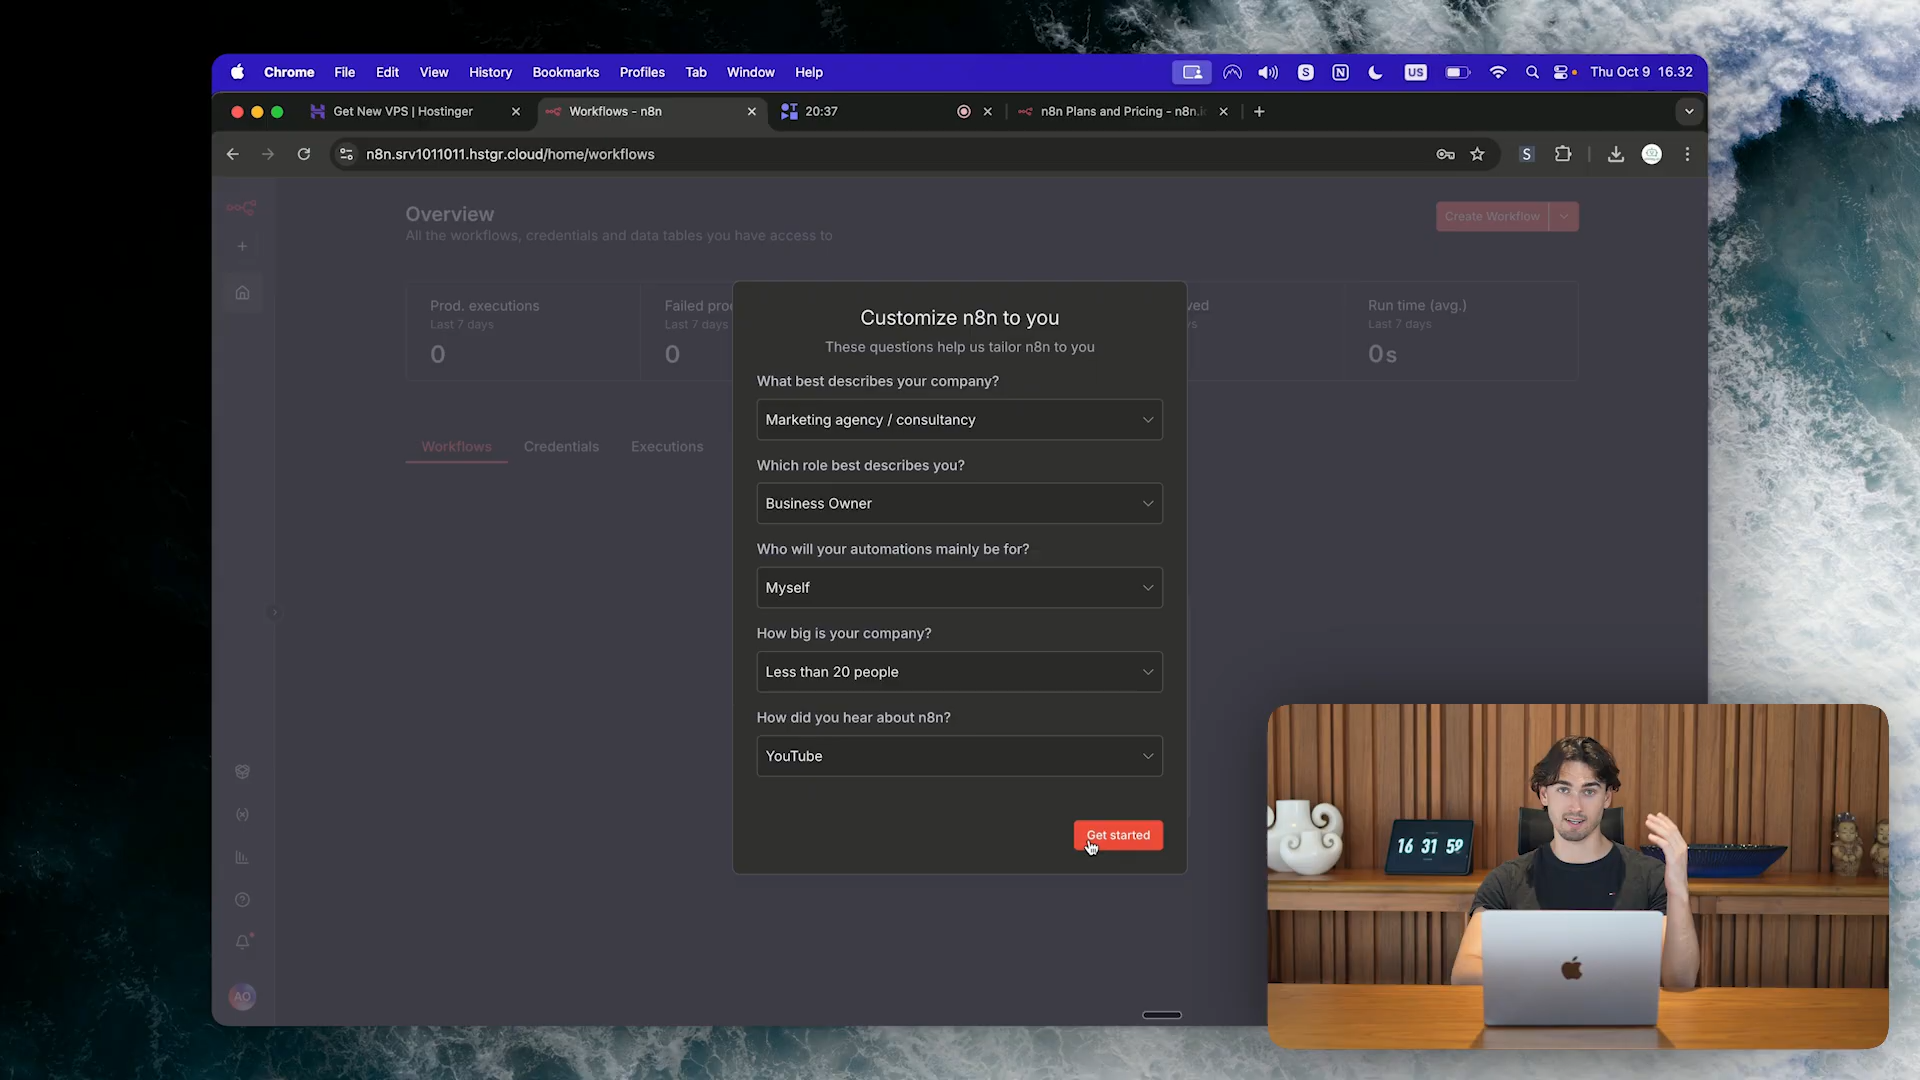 Chrome File Edit View History Bookmarks Profiles Tab Window Help S N US Thu Oct 9 16.32
Get New VPS | Hostinger
Workflows - n8n
20:37
n8n Plans and Pricing - n8n.i
n8n.srv1011011.hstgr.cloud/home/workflows
S
Overview
All the workflows, credentials and data tables you have access to
Create Workflow
Prod. executions
Last 7 days
0
Failed pro
Last 7 days
0
ved
Run time (avg.)
Last 7 days
0s
Workflows Credentials Executions
Customize n8n to you
These questions help us tailor n8n to you
What best describes your company?
Marketing agency / consultancy
Which role best describes you?
Business Owner
Who will your automations mainly be for?
Myself
How big is your company?
Less than 20 people
How did you hear about n8n?
YouTube
Get started
AO
16 31 59